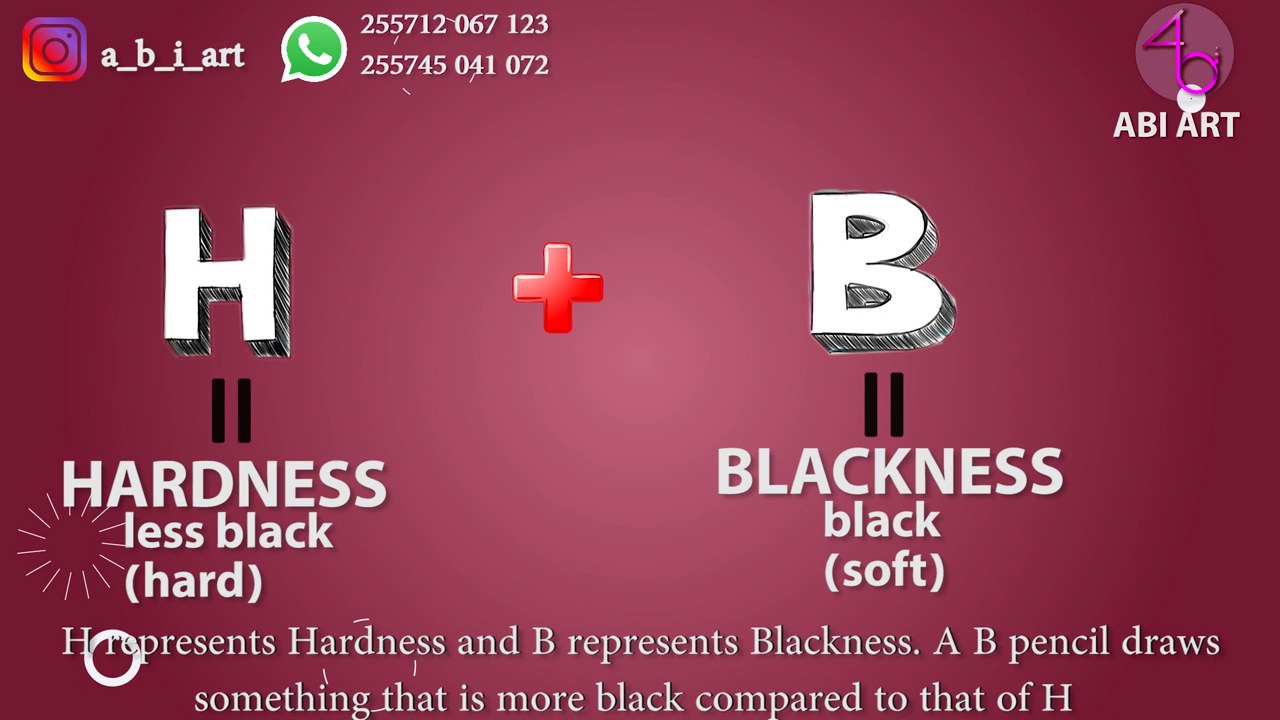 a_b_i_art
255712 067 123
255745 041 072
ABI ART
H
B
HARDNESS
less black
(hard)
BLACKNESS
black
(soft)
H represents Hardness and B represents Blackness. A B pencil draws
something that is more black compared to that of H